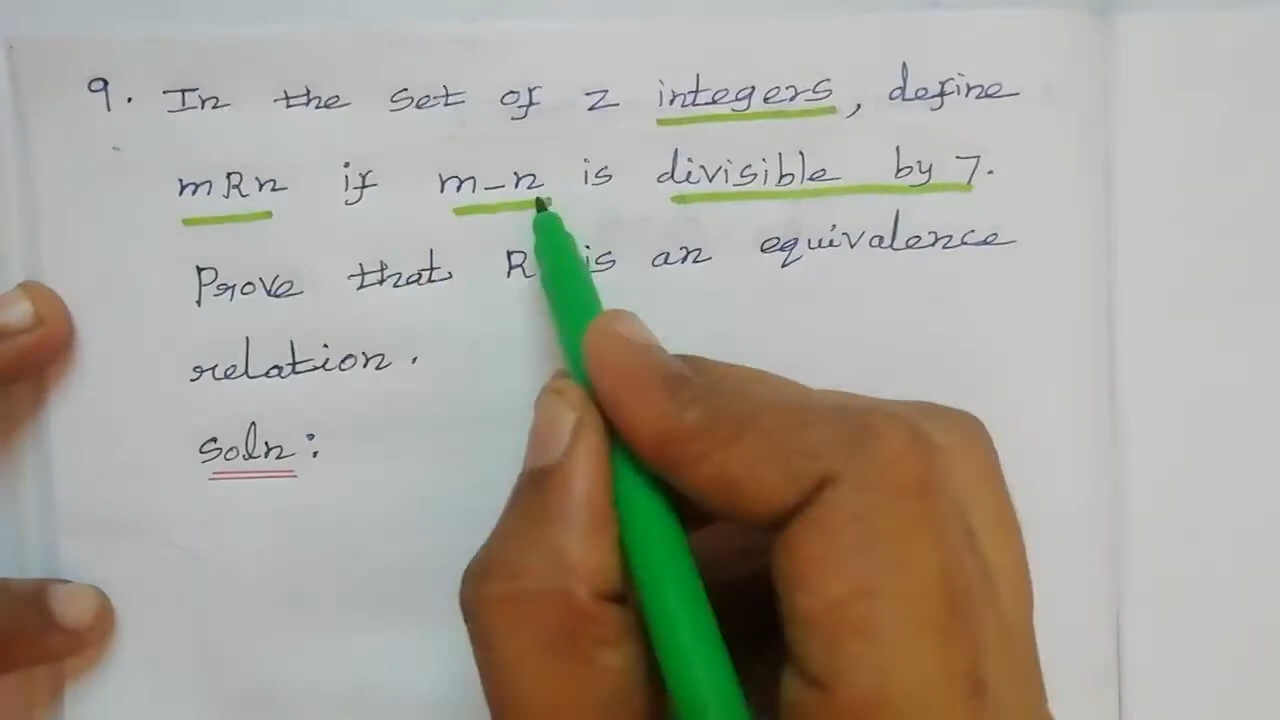 9. In the set of z integers, define
mRn if m-n is divisible by 7.
Prove that R is an equivalence
relation.
Soln: